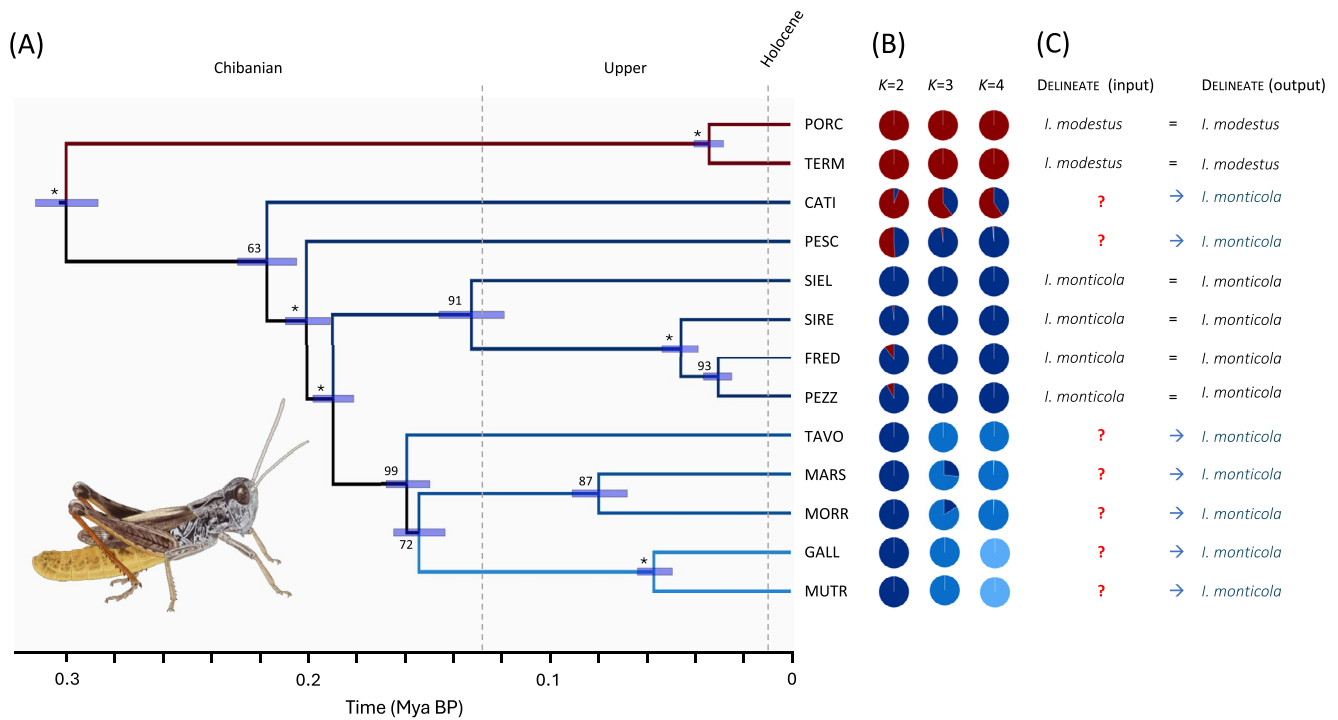 (A)
Chibanian
Upper
Holocene
(B)
(C)
K=2 K=3 K=4 DELINEATE (input) DELINEATE (output)
* PORC I. modestus = I. modestus
TERM I. modestus = I. modestus
* CATI ? → I. monticola
63 PESC ? → I. monticola
* 91 SIEL I. monticola = I. monticola
SIRE I. monticola = I. monticola
* 93 FRED I. monticola = I. monticola
* PEZZ I. monticola = I. monticola
TAVO ? → I. monticola
99 87 MARS ? → I. monticola
MORR ? → I. monticola
72 * GALL ? → I. monticola
MUTR ? → I. monticola
0.3 0.2 0.1 0
Time (Mya BP)